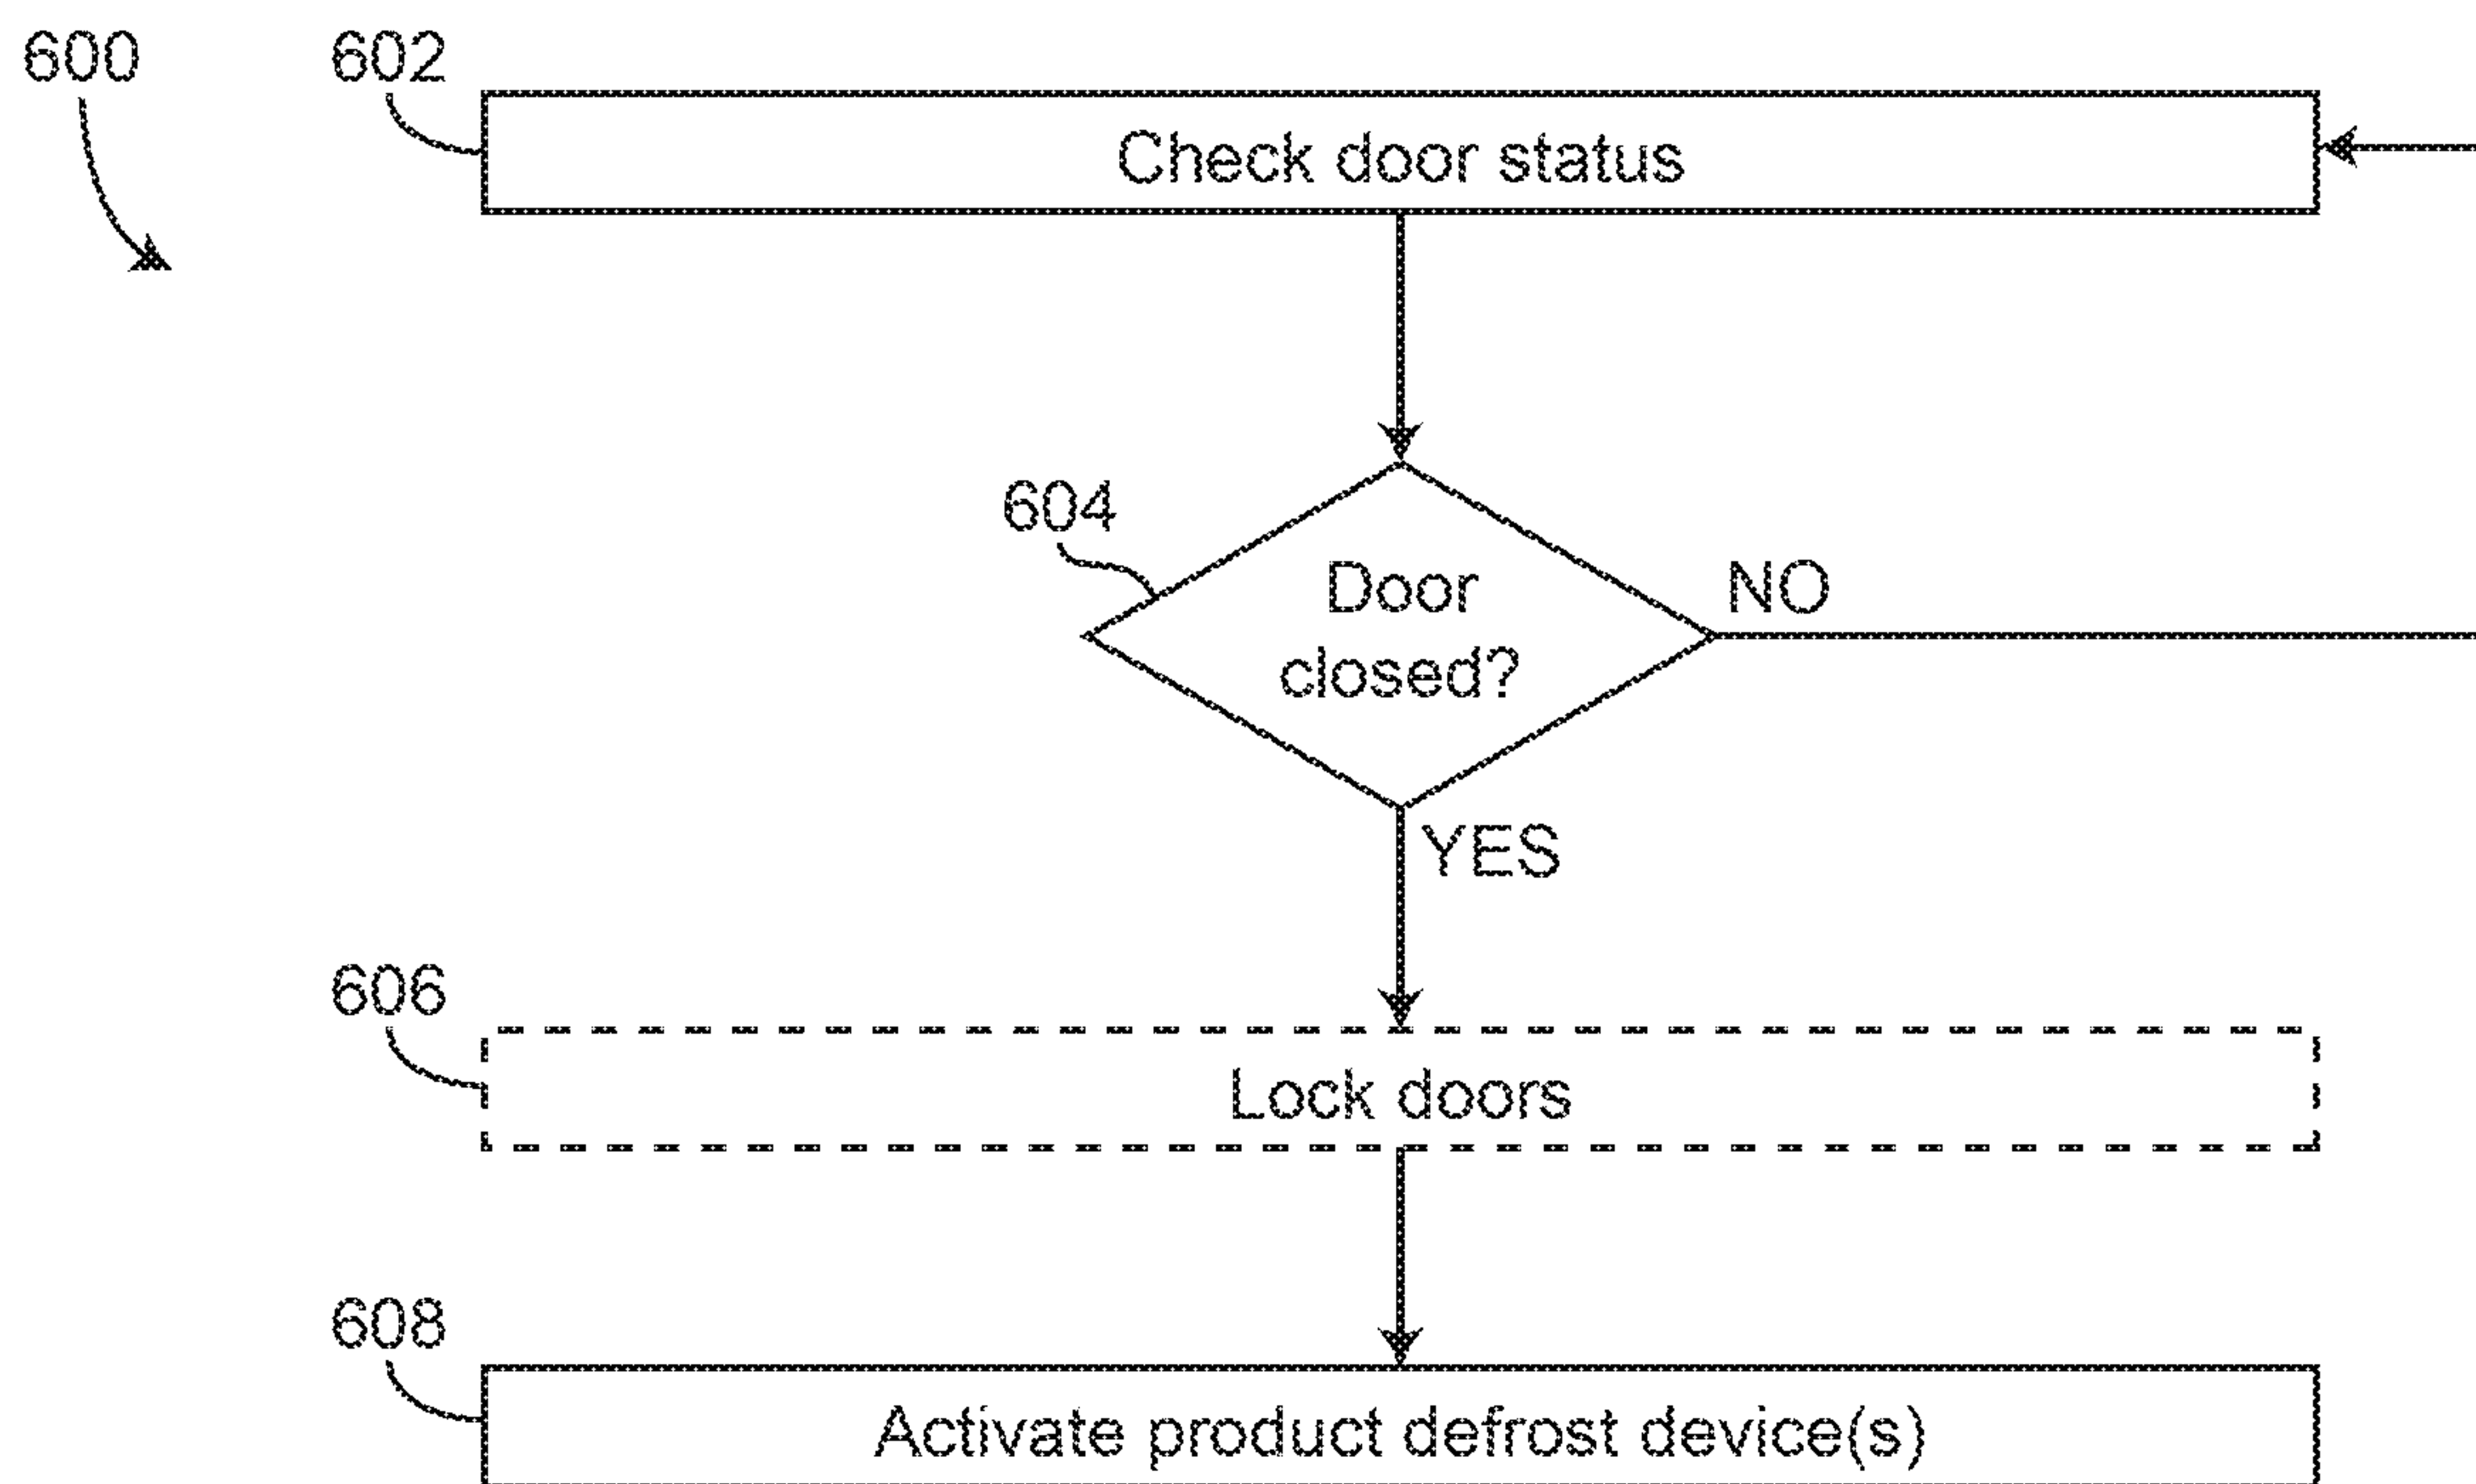 600
602
Check door status
604
Door
closed?
NO
YES
606
Lock doors
608
Activate product defrost device(s)